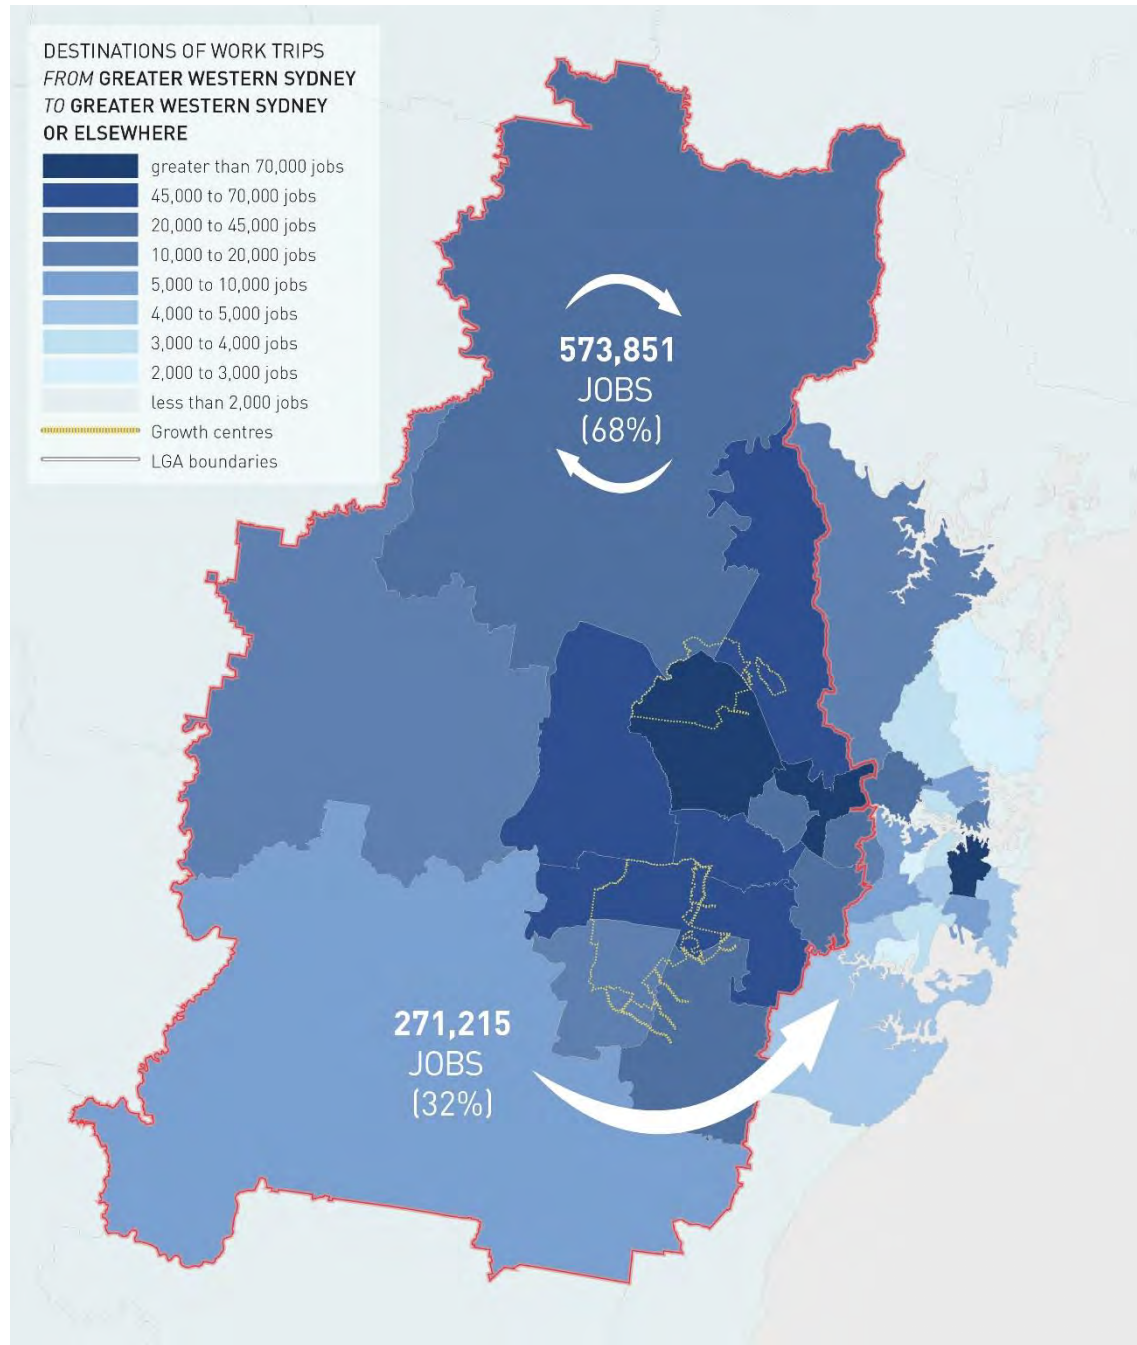 DESTINATIONS OF WORK TRIPS
FROM GREATER WESTERN SYDNEY
TO GREATER WESTERN SYDNEY
OR ELSEWHERE
greater than 70,000 jobs
45,000 to 70,000 jobs
20,000 to 45,000 jobs
10,000 to 20,000 jobs
5,000 to 10,000 jobs
4,000 to 5,000 jobs
3,000 to 4,000 jobs
2,000 to 3,000 jobs
less than 2,000 jobs
Growth centres
LGA boundaries
573,851
JOBS
(68%)
271,215
JOBS
(32%)